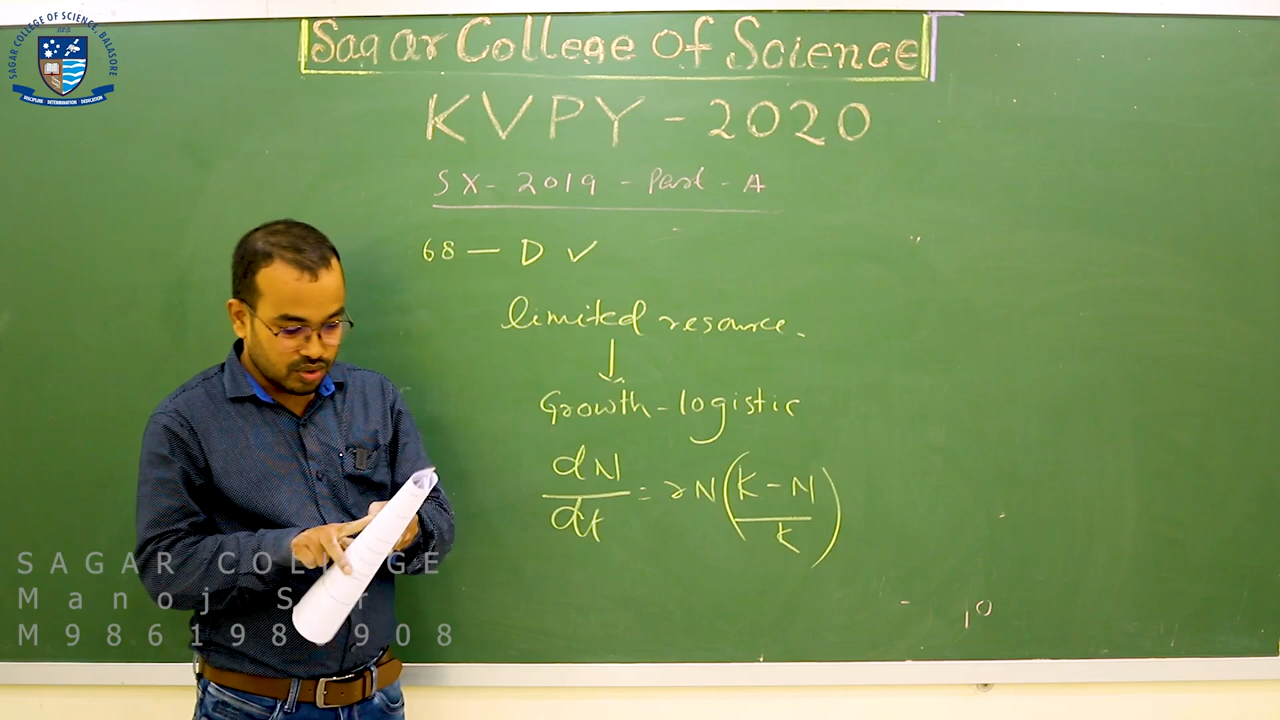 SAGAR COLLEGE OF SCIENCE, BALASORE
DISCIPLINE DETERMINATION DEDICATION
Sagar College Of Science
KVPY - 2020
SX - 2019 - Part - A
68 — D ✓
limited resource.
↓
Growth - logistic
dN/dt = rN(K - N/K)
SAGAR COLLEGE
Manoj Sir